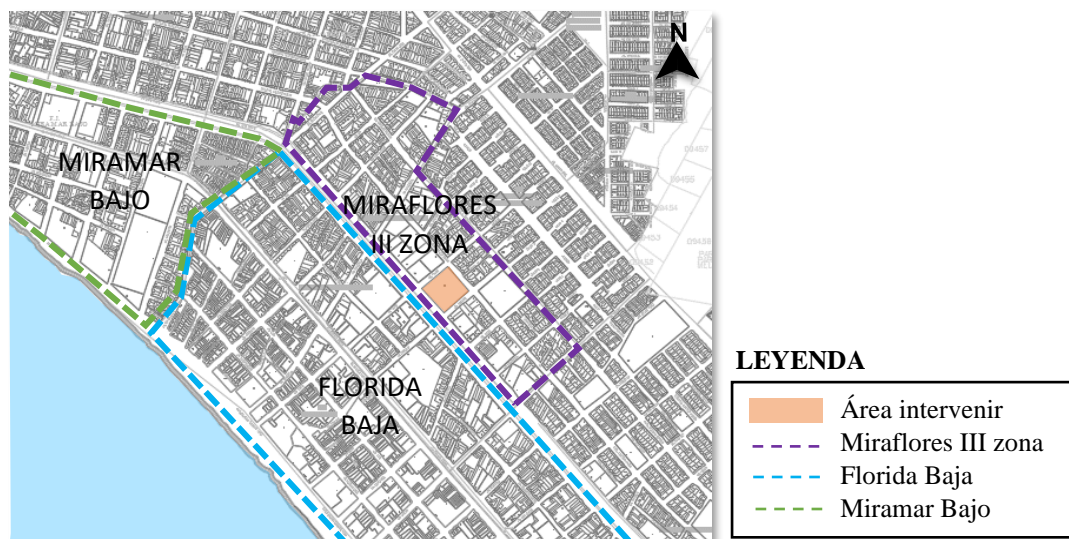 N
MIRAMAR
BAJO
MIRAFLORES
III ZONA
FLORIDA
BAJA
LEYENDA
Área intervenir
Miraflores III zona
Florida Baja
Miramar Bajo